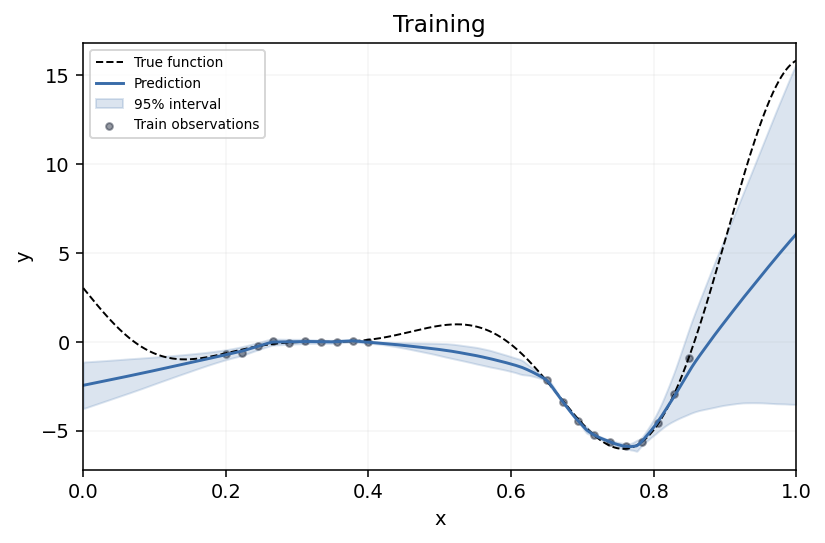 Training
True function
Prediction
95% interval
Train observations
15
10
5
0
−5
y
0.0 0.2 0.4 0.6 0.8 1.0
x